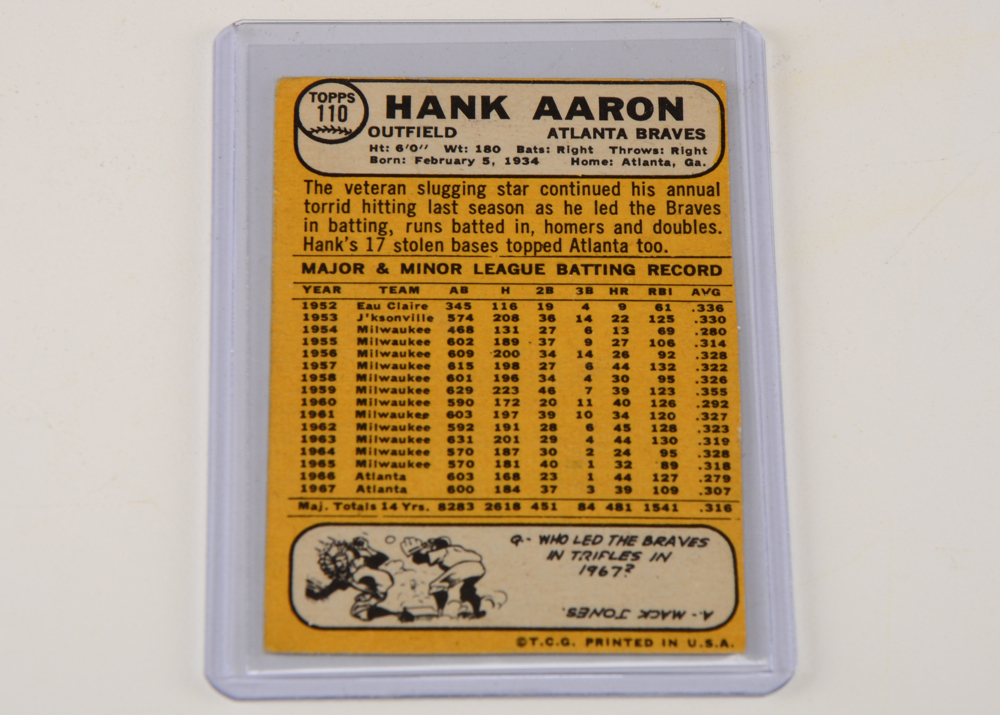 TOPPS
110
HANK AARON
OUTFIELD ATLANTA BRAVES
Ht: 6'0" Wt: 180 Bats: Right Throws: Right
Born: February 5, 1934 Home: Atlanta, Ga.
The veteran slugging star continued his annual
torrid hitting last season as he led the Braves
in batting, runs batted in, homers and doubles.
Hank's 17 stolen bases topped Atlanta too.
MAJOR & MINOR LEAGUE BATTING RECORD
YEAR TEAM AB H 2B 3B HR RBI AVG
1952 Eau Claire 345 116 19 4 9 61 .336
1953 J'ksonville 574 208 36 14 22 125 .330
1954 Milwaukee 468 131 27 6 13 69 .280
1955 Milwaukee 602 189 37 9 27 106 .314
1956 Milwaukee 609 200 34 14 26 92 .328
1957 Milwaukee 615 198 27 6 44 132 .322
1958 Milwaukee 601 196 34 4 30 95 .326
1959 Milwaukee 629 223 46 7 39 123 .355
1960 Milwaukee 590 172 20 11 40 126 .292
1961 Milwaukee 603 197 39 10 34 120 .327
1962 Milwaukee 592 191 28 6 45 128 .323
1963 Milwaukee 631 201 29 4 44 130 .319
1964 Milwaukee 570 187 30 2 24 95 .328
1965 Milwaukee 570 181 40 1 32 89 .318
1966 Atlanta 603 168 23 1 44 127 .279
1967 Atlanta 600 184 37 3 39 109 .307
Maj. Totals 14 Yrs. 8283 2618 451 84 481 1541 .316
Q- WHO LED THE BRAVES
IN TRIPLES IN
1967?
A- MACK JONES.
©T.C.G. PRINTED IN U.S.A.